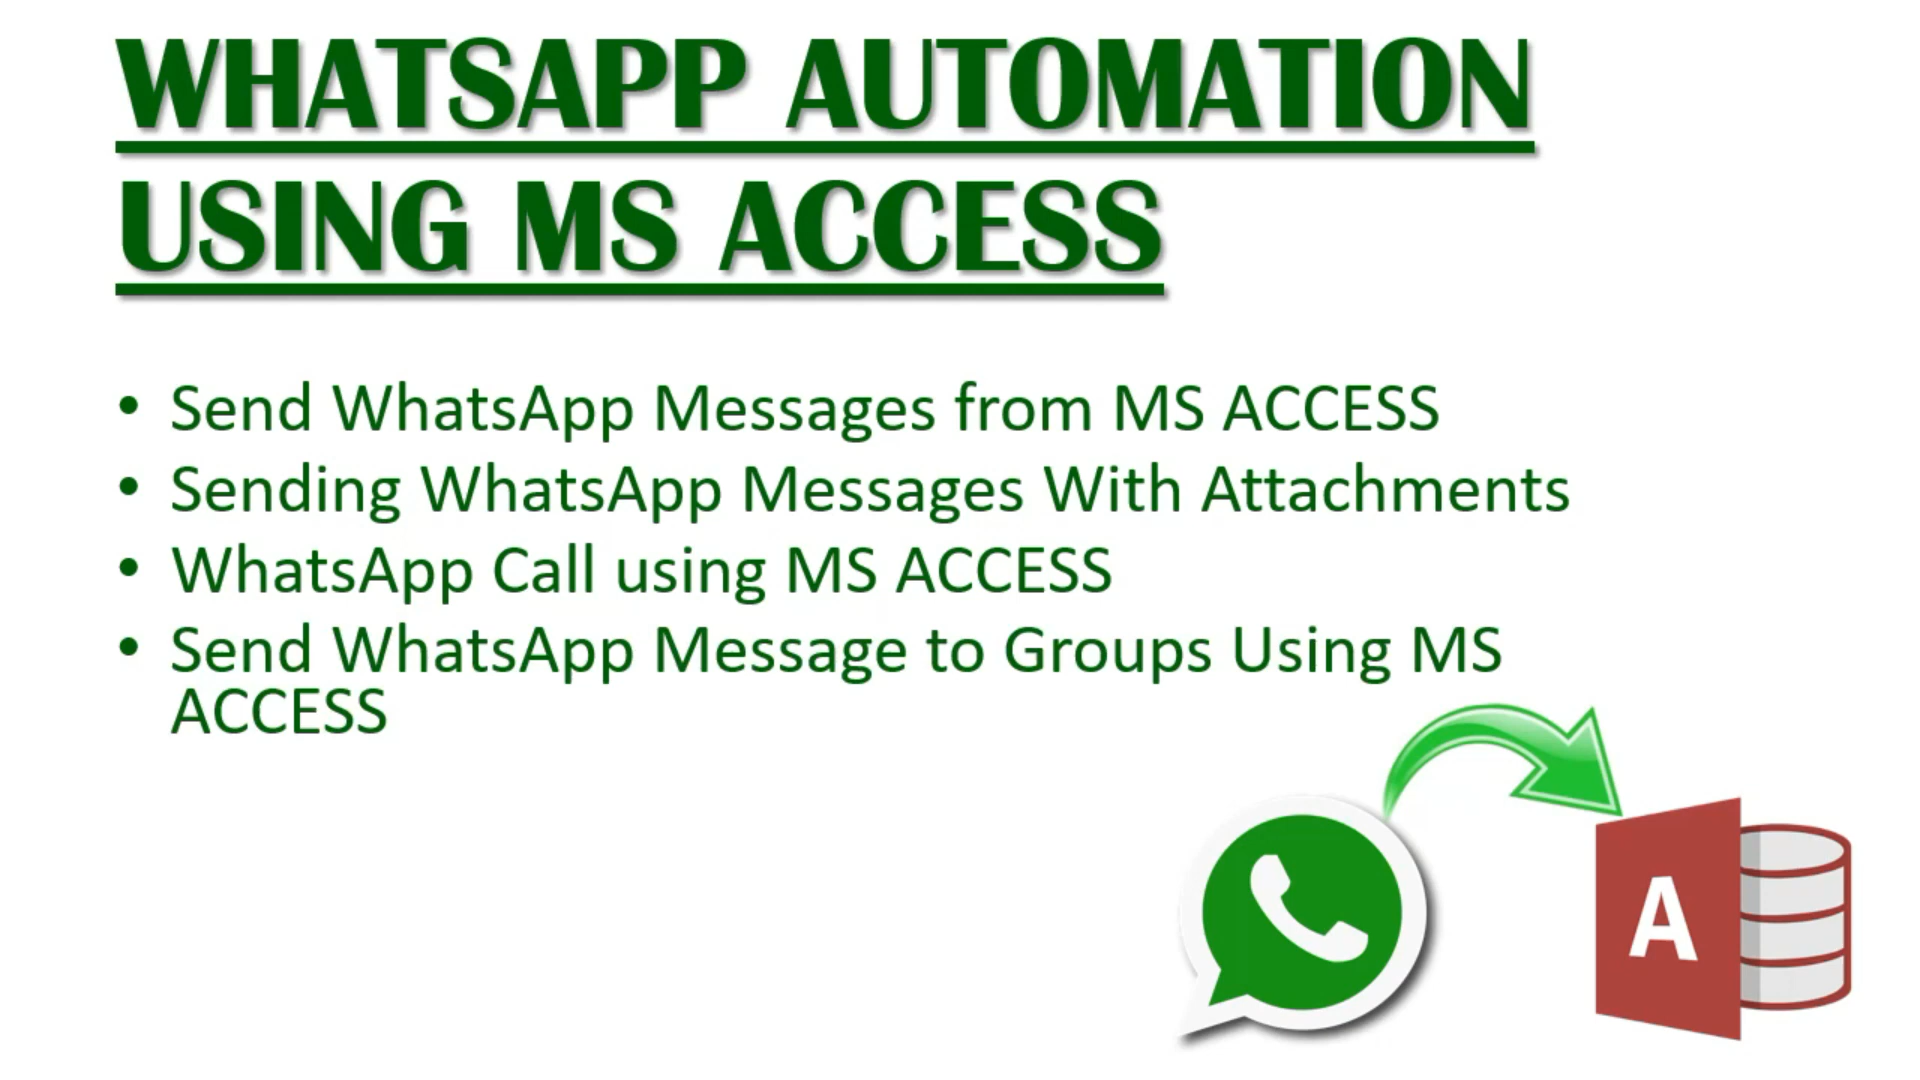 WHATSAPP AUTOMATION
USING MS ACCESS
• Send WhatsApp Messages from MS ACCESS
• Sending WhatsApp Messages With Attachments
• WhatsApp Call using MS ACCESS
• Send WhatsApp Message to Groups Using MS
ACCESS
A